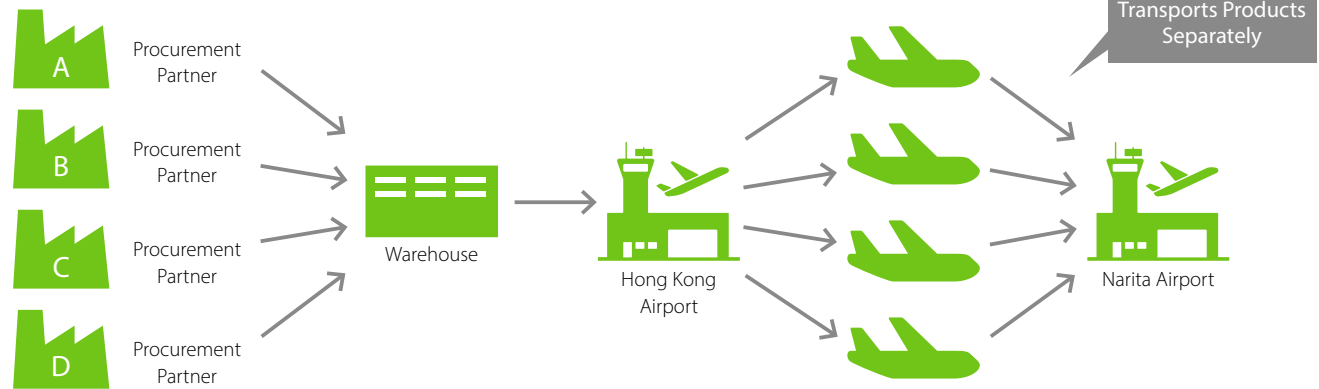 Transports Products
Separately
A
Procurement
Partner
B
Procurement
Partner
C
Procurement
Partner
D
Procurement
Partner
Warehouse
Hong Kong
Airport
Narita Airport